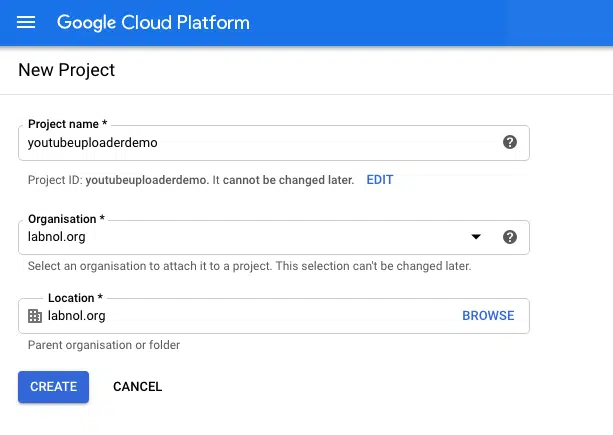 Google Cloud Platform
New Project
Project name *
youtubeuploaderdemo
Project ID: youtubeuploaderdemo. It cannot be changed later. EDIT
Organisation *
labnol.org
Select an organisation to attach it to a project. This selection can't be changed later.
Location *
labnol.org BROWSE
Parent organisation or folder
CREATE CANCEL